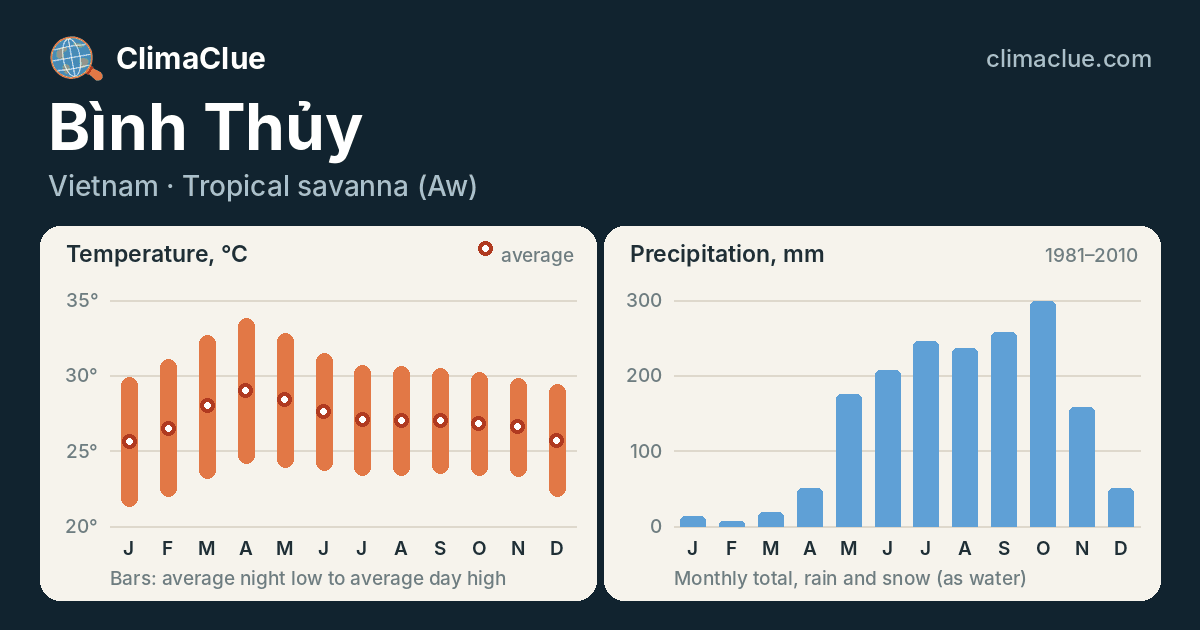 ClimaClue
climaclue.com
Bình Thủy
Vietnam · Tropical savanna (Aw)
Temperature, °C
average
35°
30°
25°
20°
J F M A M J J A S O N D
Bars: average night low to average day high
Precipitation, mm
1981–2010
300
200
100
0
J F M A M J J A S O N D
Monthly total, rain and snow (as water)